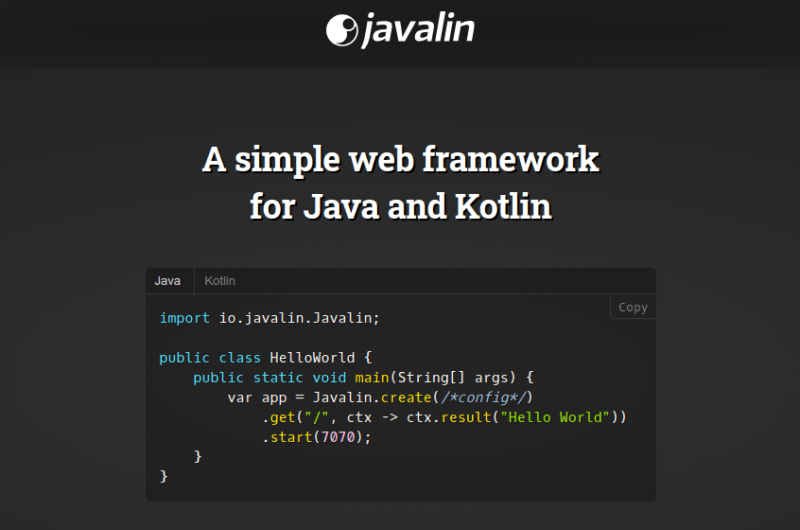 javalin
A simple web framework
for Java and Kotlin
Java Kotlin
Copy
import io.javalin.Javalin;
public class HelloWorld {
    public static void main(String[] args) {
        var app = Javalin.create(/*config*/)
            .get("/", ctx -> ctx.result("Hello World"))
            .start(7070);
    }
}